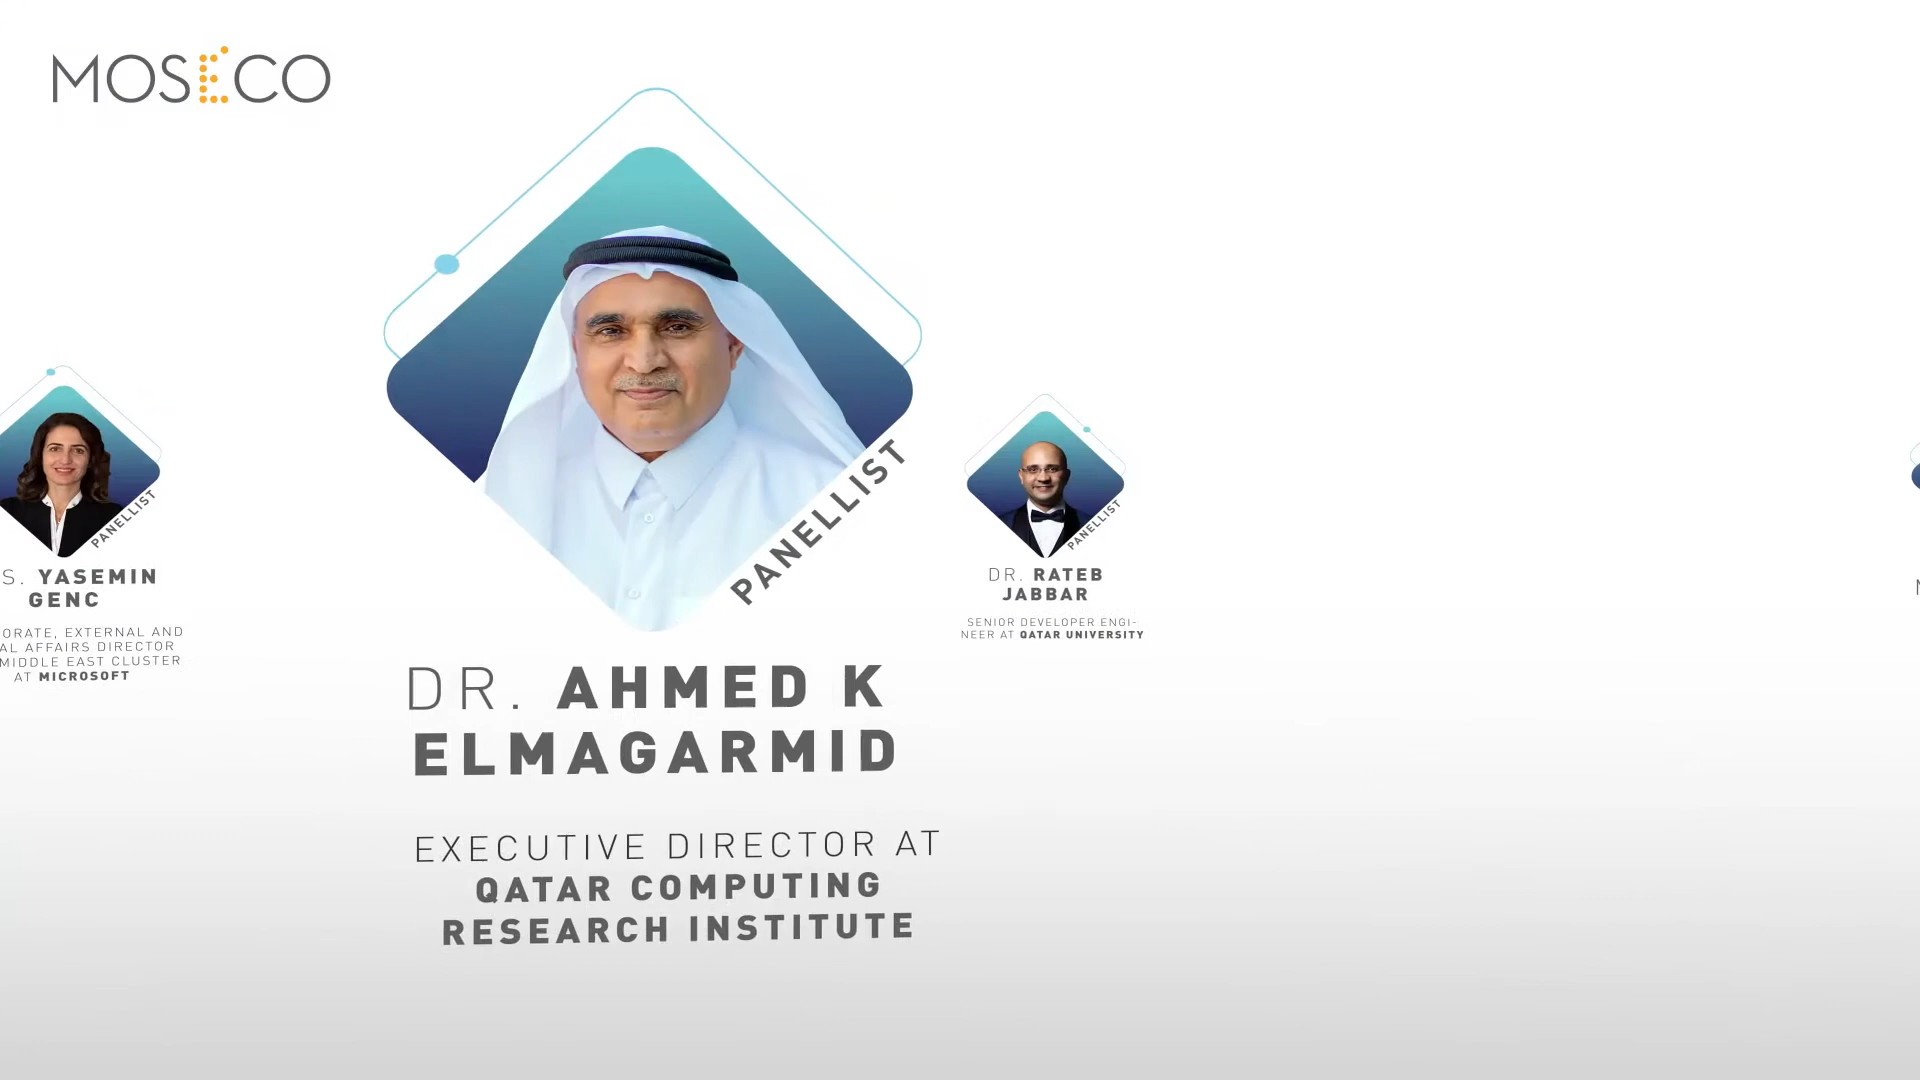 MOSECO
PANELLIST
DR. AHMED K
ELMAGARMID
EXECUTIVE DIRECTOR AT
QATAR COMPUTING
RESEARCH INSTITUTE
PANELLIST
S. YASEMIN
GENC
ORATE, EXTERNAL AND
AL AFFAIRS DIRECTOR
MIDDLE EAST CLUSTER
AT MICROSOFT
PANELLIST
DR. RATEB
JABBAR
SENIOR DEVELOPER ENGI-
NEER AT QATAR UNIVERSITY